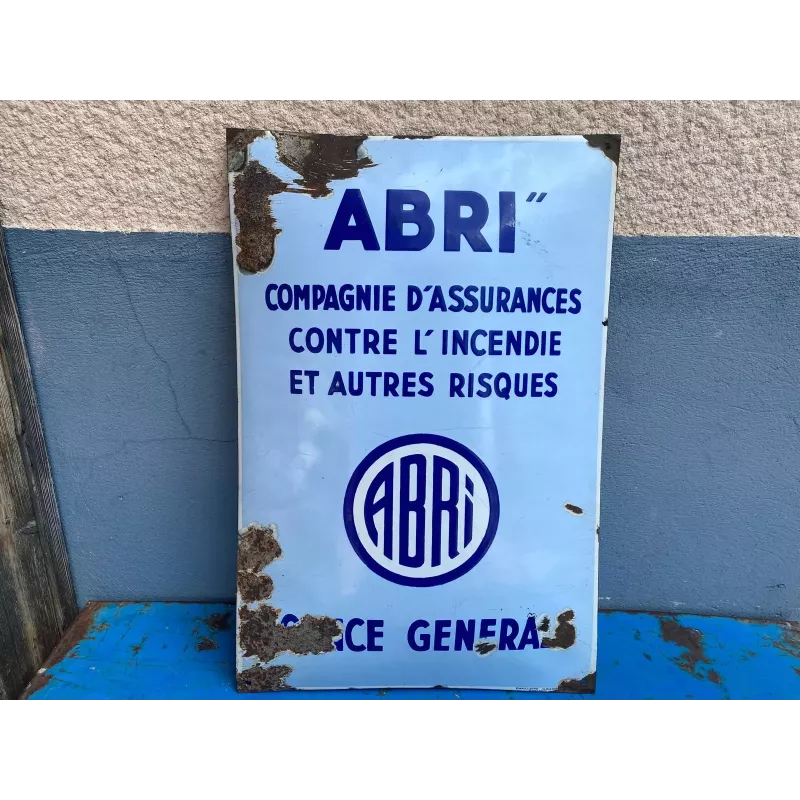 ABRI"
COMPAGNIE D'ASSURANCES
CONTRE L'INCENDIE
ET AUTRES RISQUES
ABRi